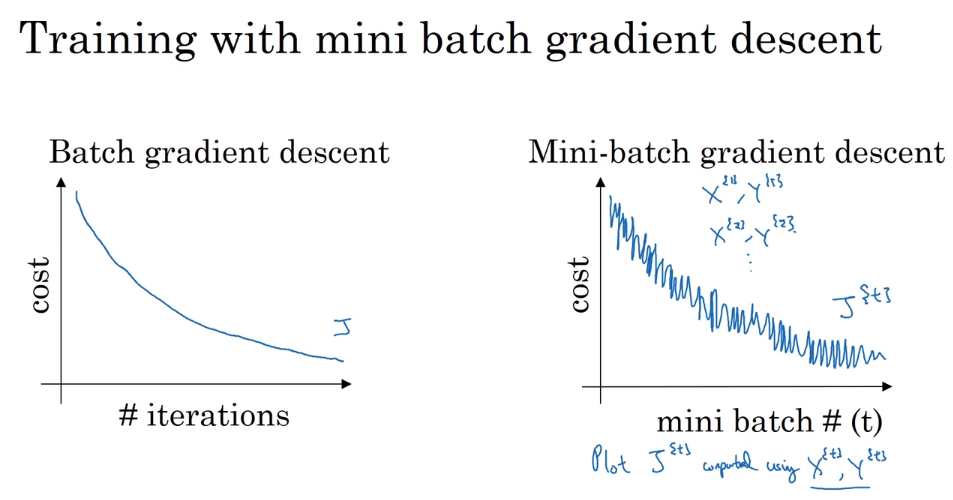 Training with mini batch gradient descent
Batch gradient descent
cost
J
# iterations
Mini-batch gradient descent
X^{1}, Y^{1}
X^{2}, Y^{2}.
⋮
cost
J^{t}
mini batch # (t)
Plot J^{t} computed using X^{t}, Y^{t}